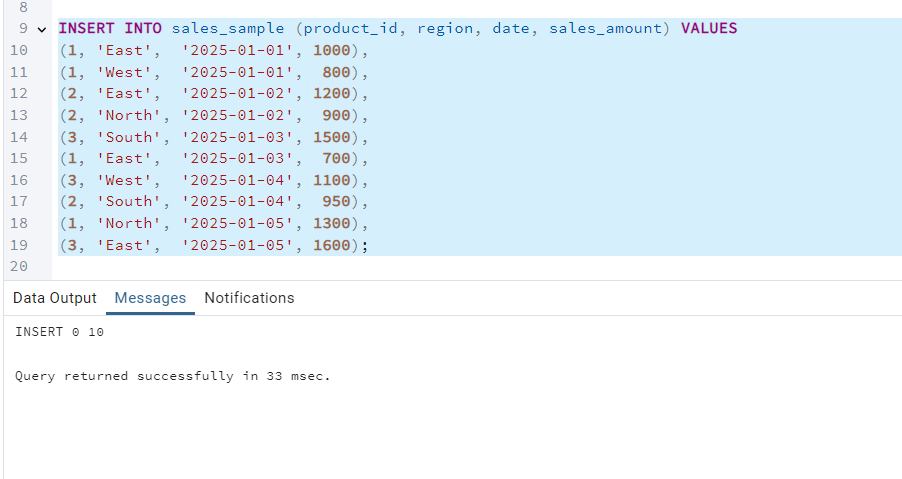 8
9 INSERT INTO sales_sample (product_id, region, date, sales_amount) VALUES
10 (1, 'East',  '2025-01-01', 1000),
11 (1, 'West',  '2025-01-01',  800),
12 (2, 'East',  '2025-01-02', 1200),
13 (2, 'North', '2025-01-02',  900),
14 (3, 'South', '2025-01-03', 1500),
15 (1, 'East',  '2025-01-03',  700),
16 (3, 'West',  '2025-01-04', 1100),
17 (2, 'South', '2025-01-04',  950),
18 (1, 'North', '2025-01-05', 1300),
19 (3, 'East',  '2025-01-05', 1600);
20
Data Output Messages Notifications
INSERT 0 10
Query returned successfully in 33 msec.